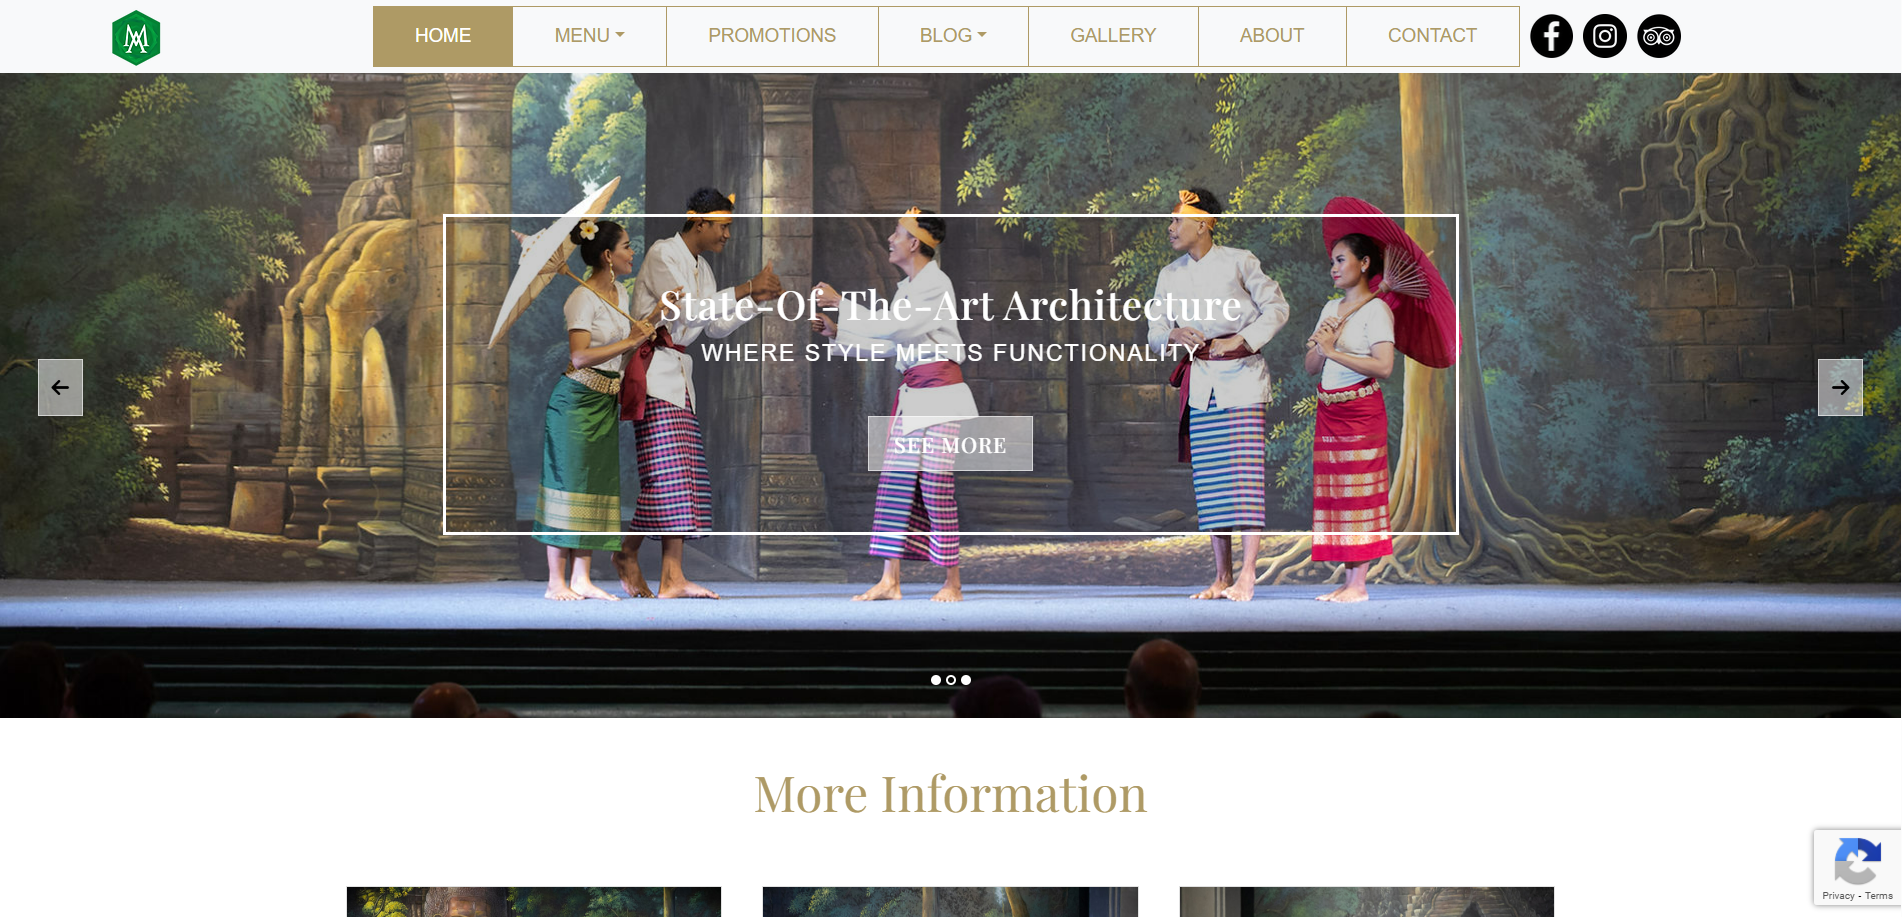 HOME MENU PROMOTIONS BLOG GALLERY ABOUT CONTACT
State-Of-The-Art Architecture
WHERE STYLE MEETS FUNCTIONALITY
SEE MORE
More Information
Privacy - Terms